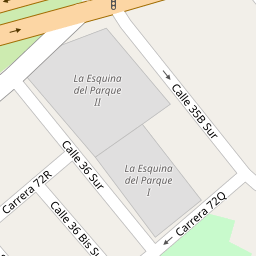 La Esquina
del Parque
II
Calle 35B Sur
La Esquina
del Parque
I
Calle 36 Sur
Carrera 72R
Calle 36 Bis Su
Carrera 72Q